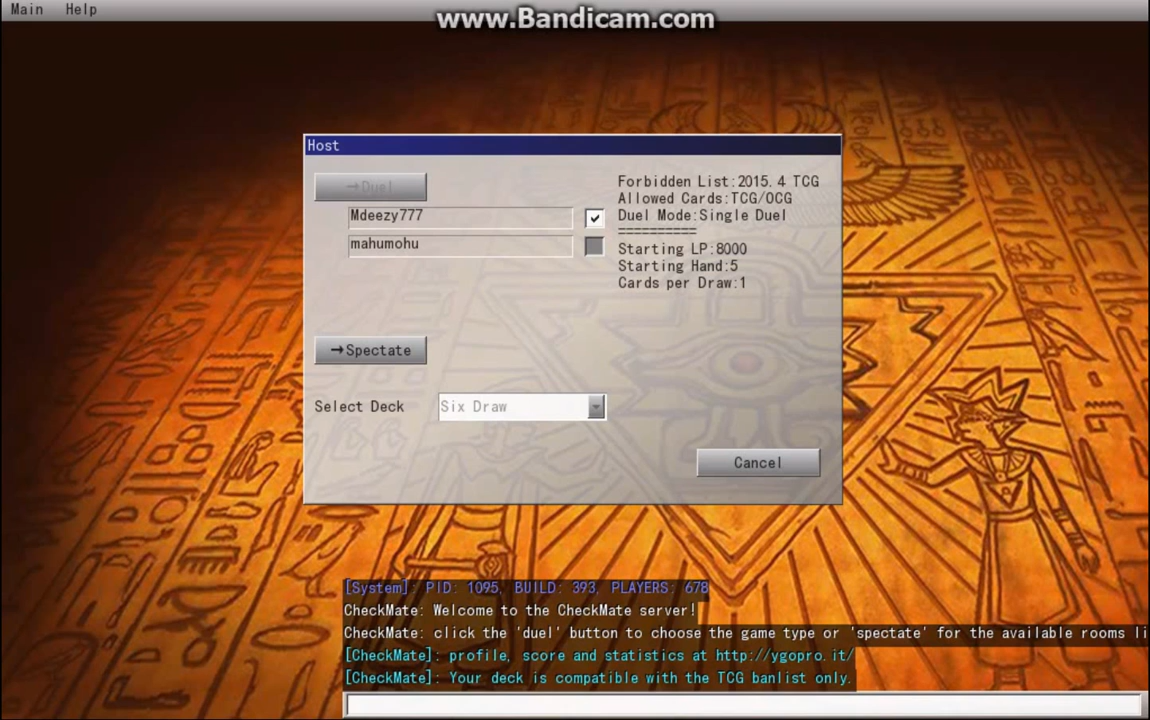 Main Help
www.Bandicam.com
Host
→Duel
Mdeezy777
mahumohu
Forbidden List:2015.4 TCG
Allowed Cards:TCG/OCG
Duel Mode:Single Duel
==========
Starting LP:8000
Starting Hand:5
Cards per Draw:1
→Spectate
Select Deck
Six Draw
Cancel
[System]: PID: 1095, BUILD: 393, PLAYERS: 678
CheckMate: Welcome to the CheckMate server!
CheckMate: click the 'duel' button to choose the game type or 'spectate' for the available rooms li
[CheckMate]: profile, score and statistics at http://ygopro.it/
[CheckMate]: Your deck is compatible with the TCG banlist only.